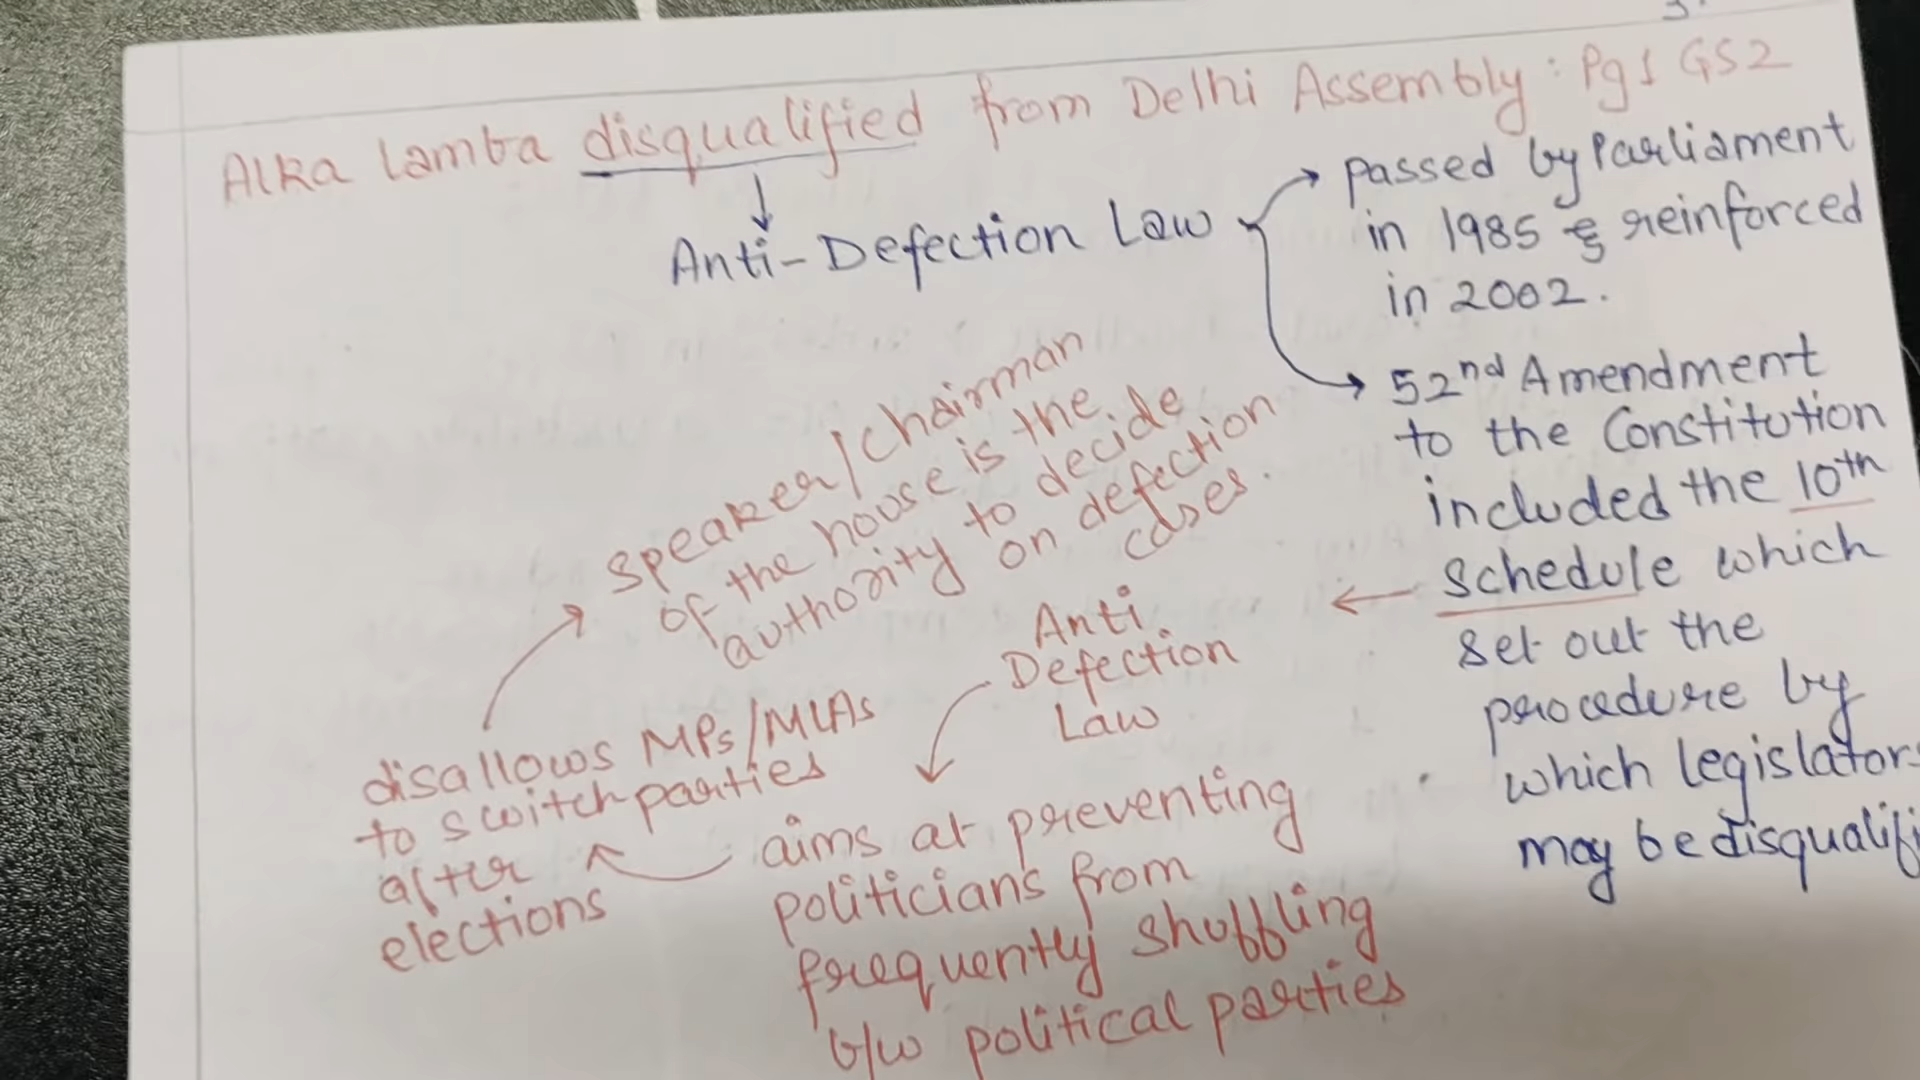 Alka Lamba disqualified from Delhi Assembly : Pg 1 GS2
Anti-Defection Law
passed by Parliament
in 1985 & reinforced
in 2002.
52nd Amendment
to the Constitution
included the 10th
Schedule which
set out the
procedure by
which legislators
may be disqualifi
Anti
Defection
Law
aims at preventing
politicians from
frequently shuffling
b/w political parties
disallows MPs/MLAs
to switch parties
after
elections
speaker/chairman
of the house is the
authority to decide
on defection
cases.